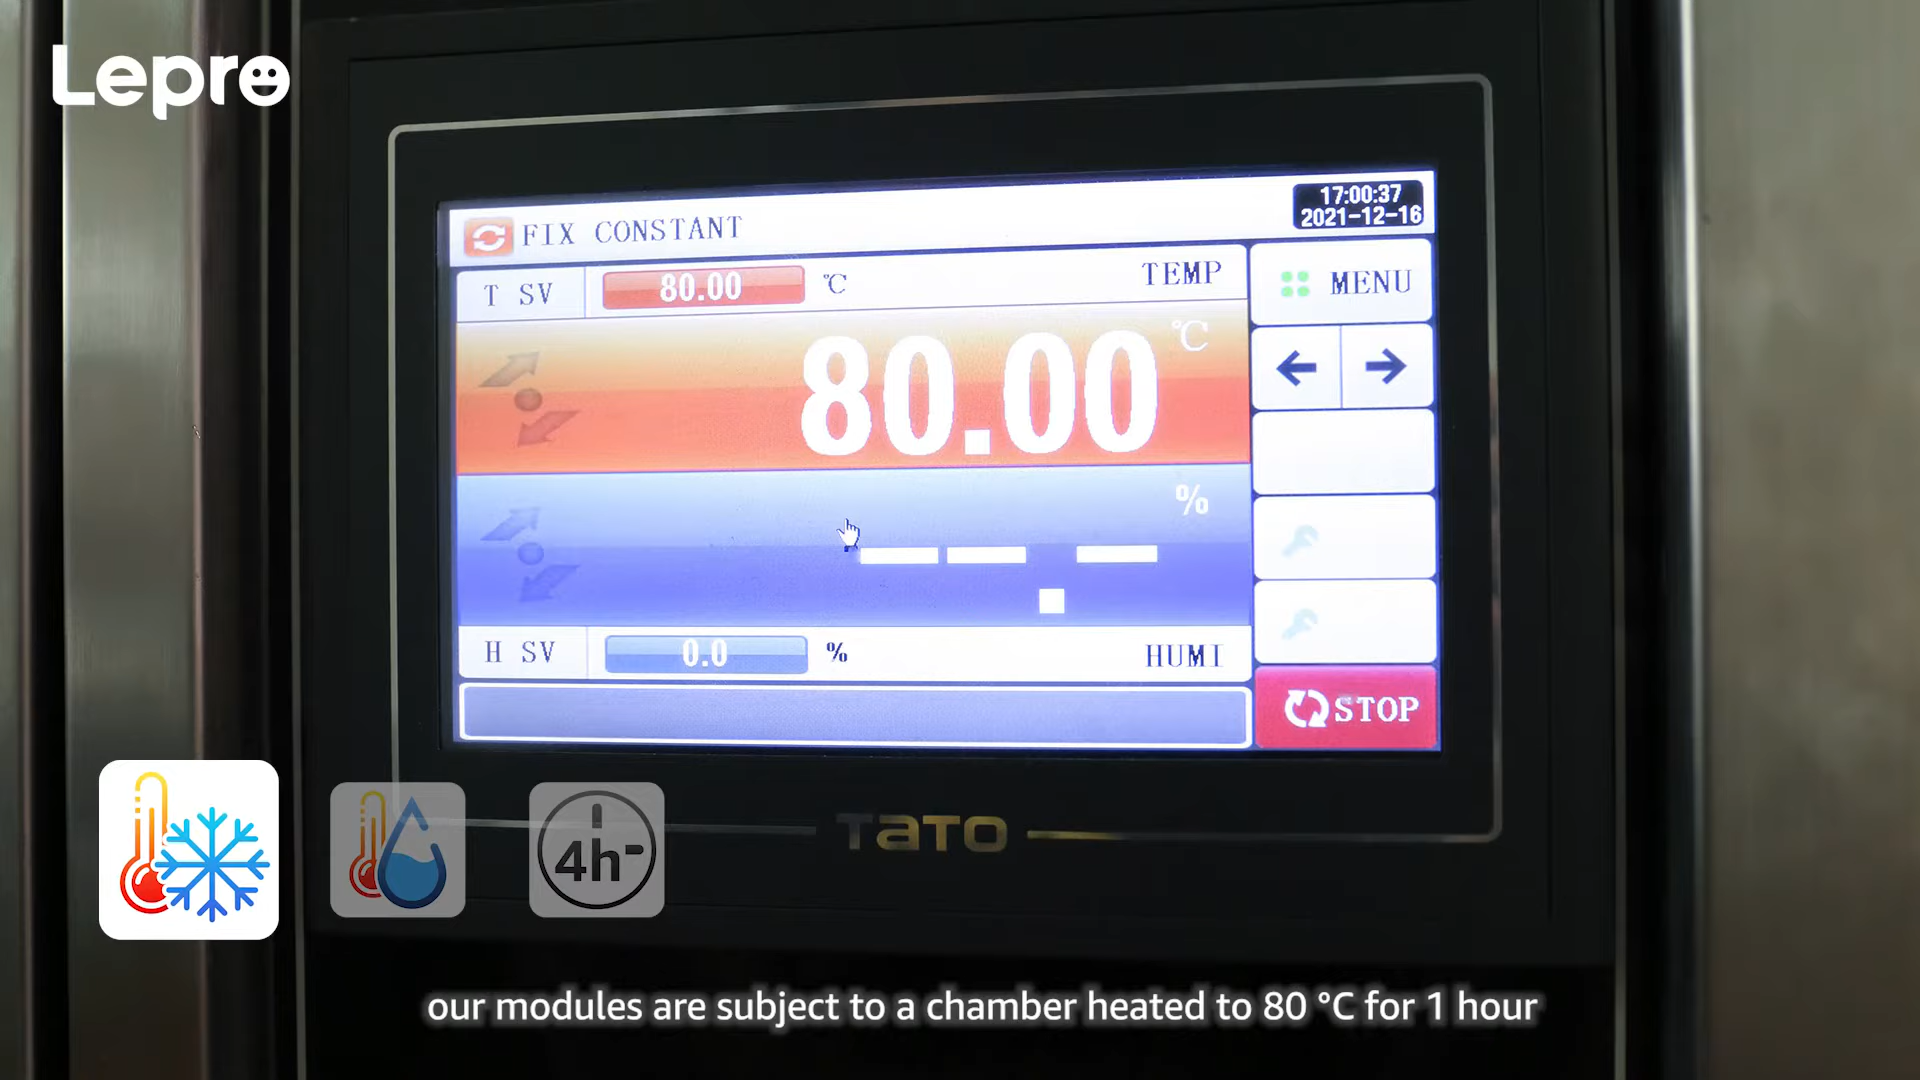 Lepro
FIX CONSTANT
17:00:37
2021-12-16
T SV 80.00 ℃ TEMP
MENU
80.00 ℃
%
H SV 0.0 % HUMI
STOP
4h
TATO
our modules are subject to a chamber heated to 80 °C for 1 hour